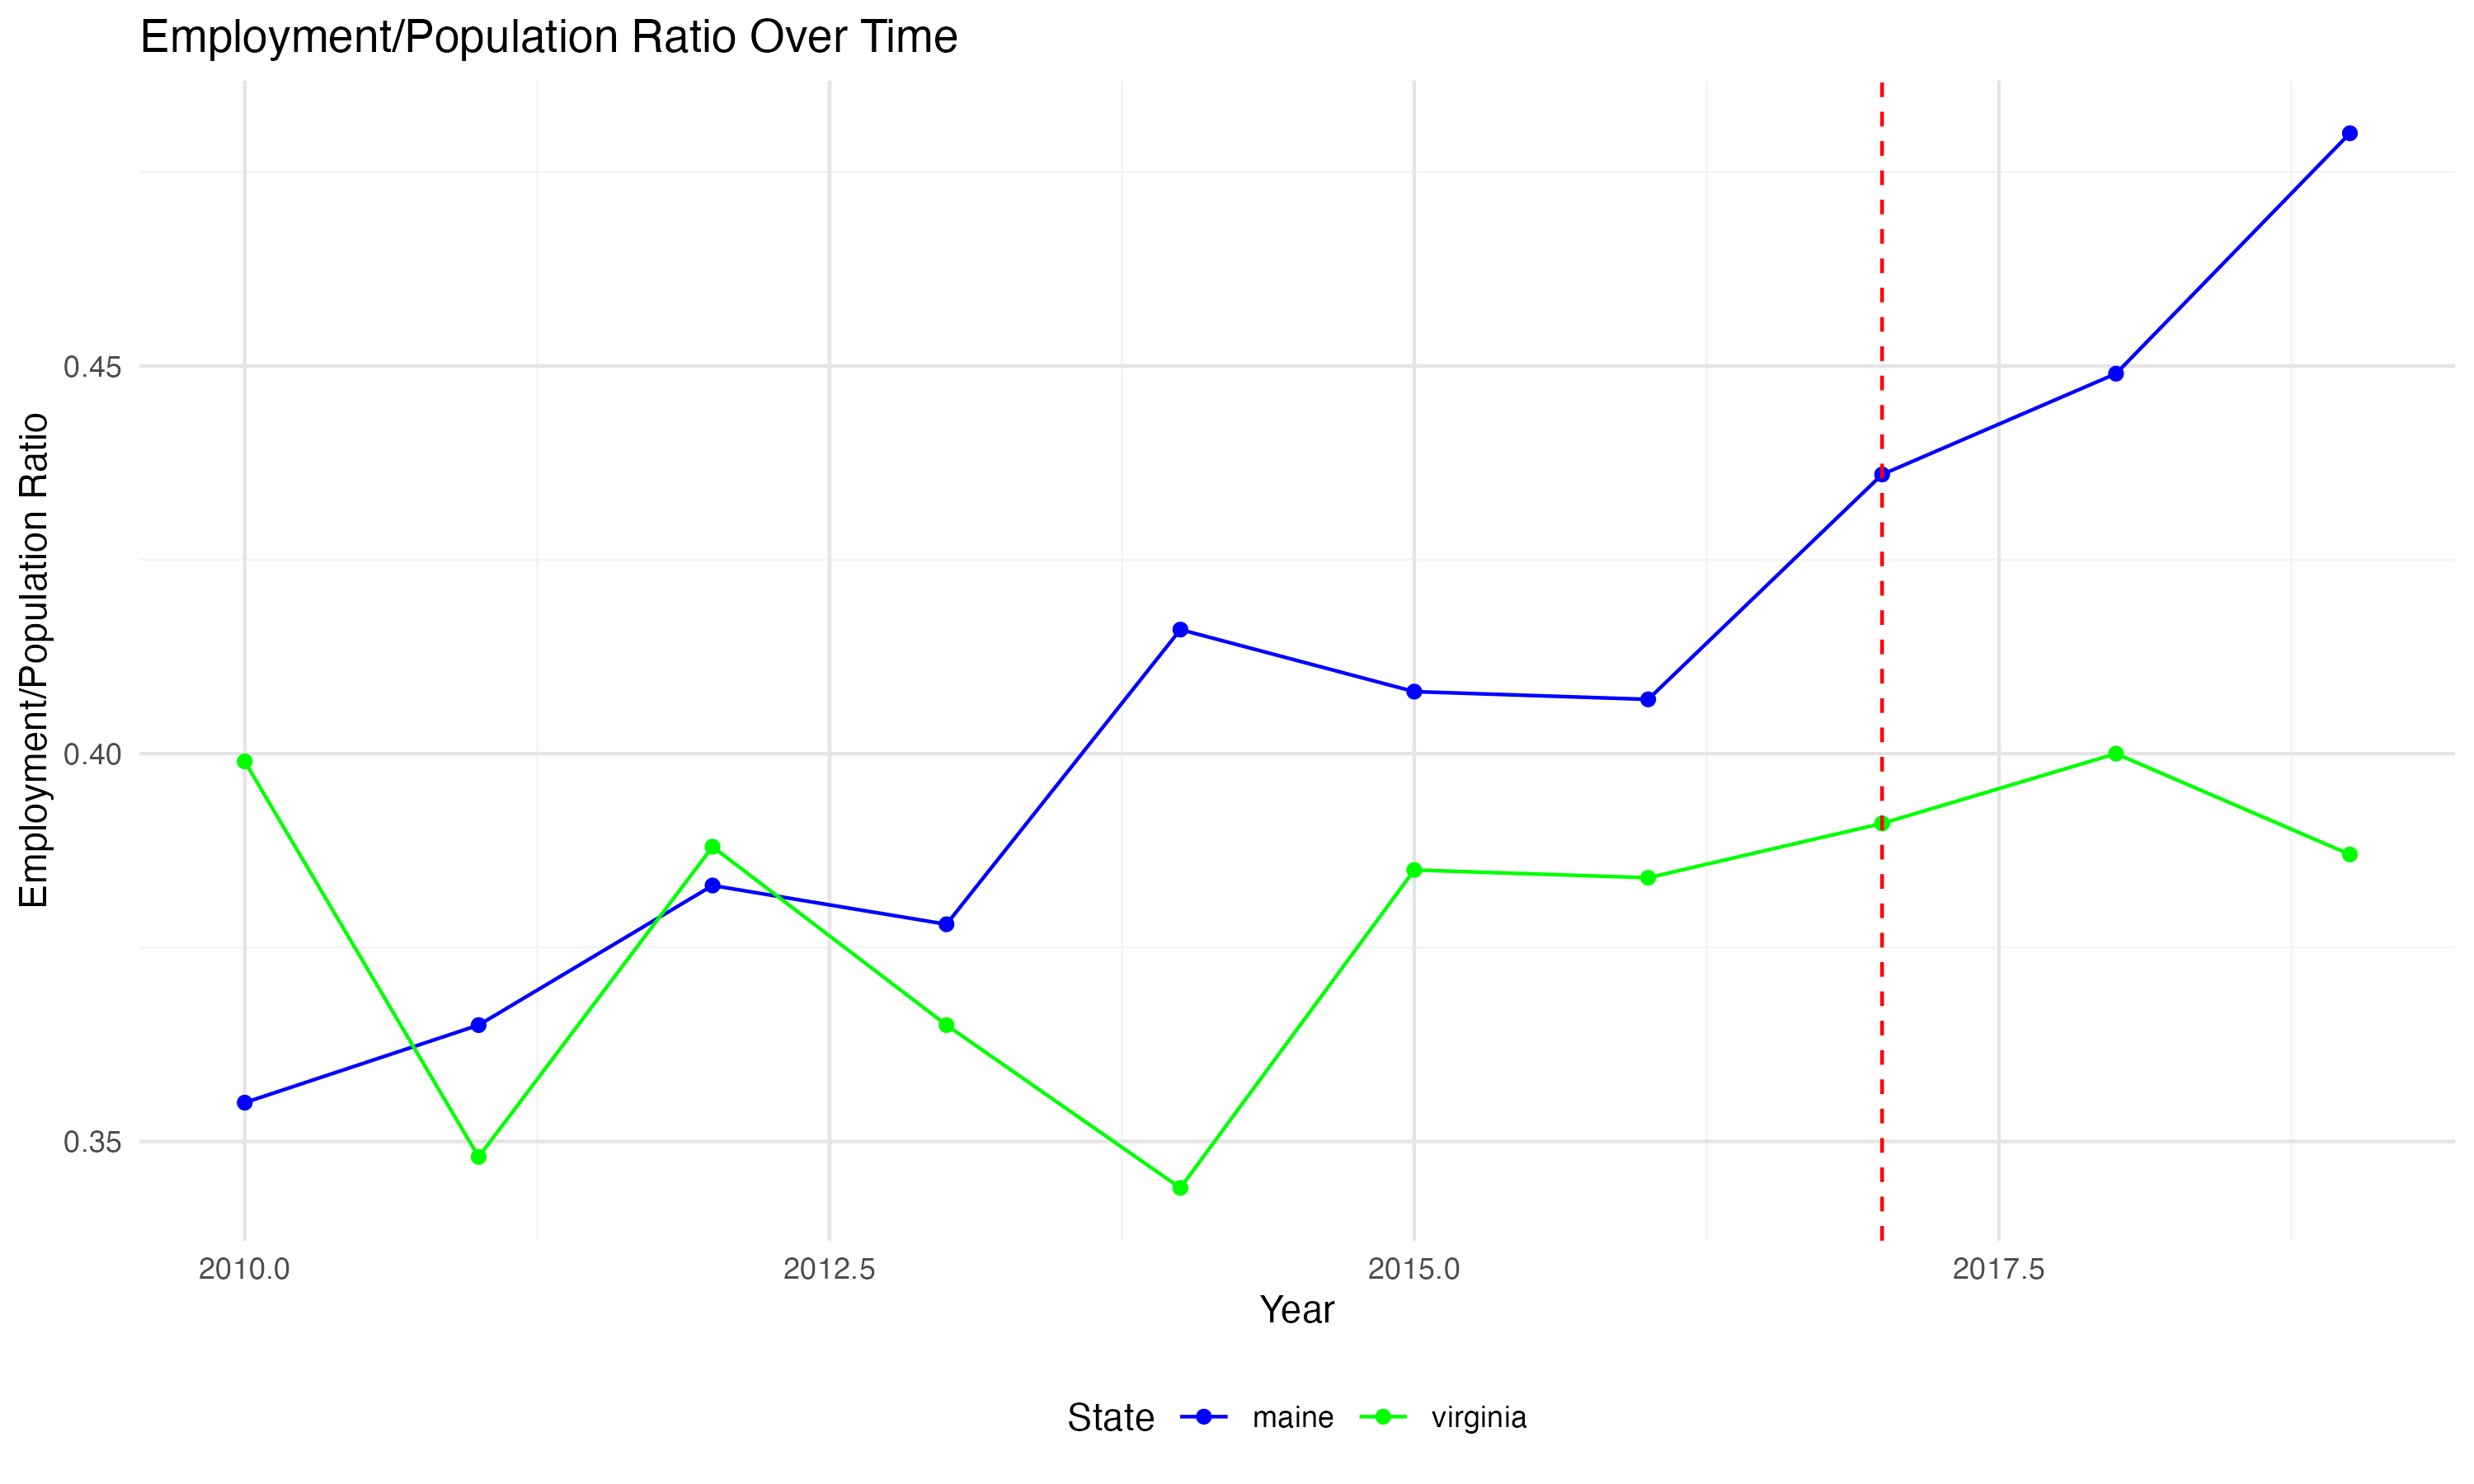 Employment/Population Ratio Over Time
Employment/Population Ratio
0.45
0.40
0.35
2010.0 2012.5 2015.0 2017.5
Year
State maine virginia